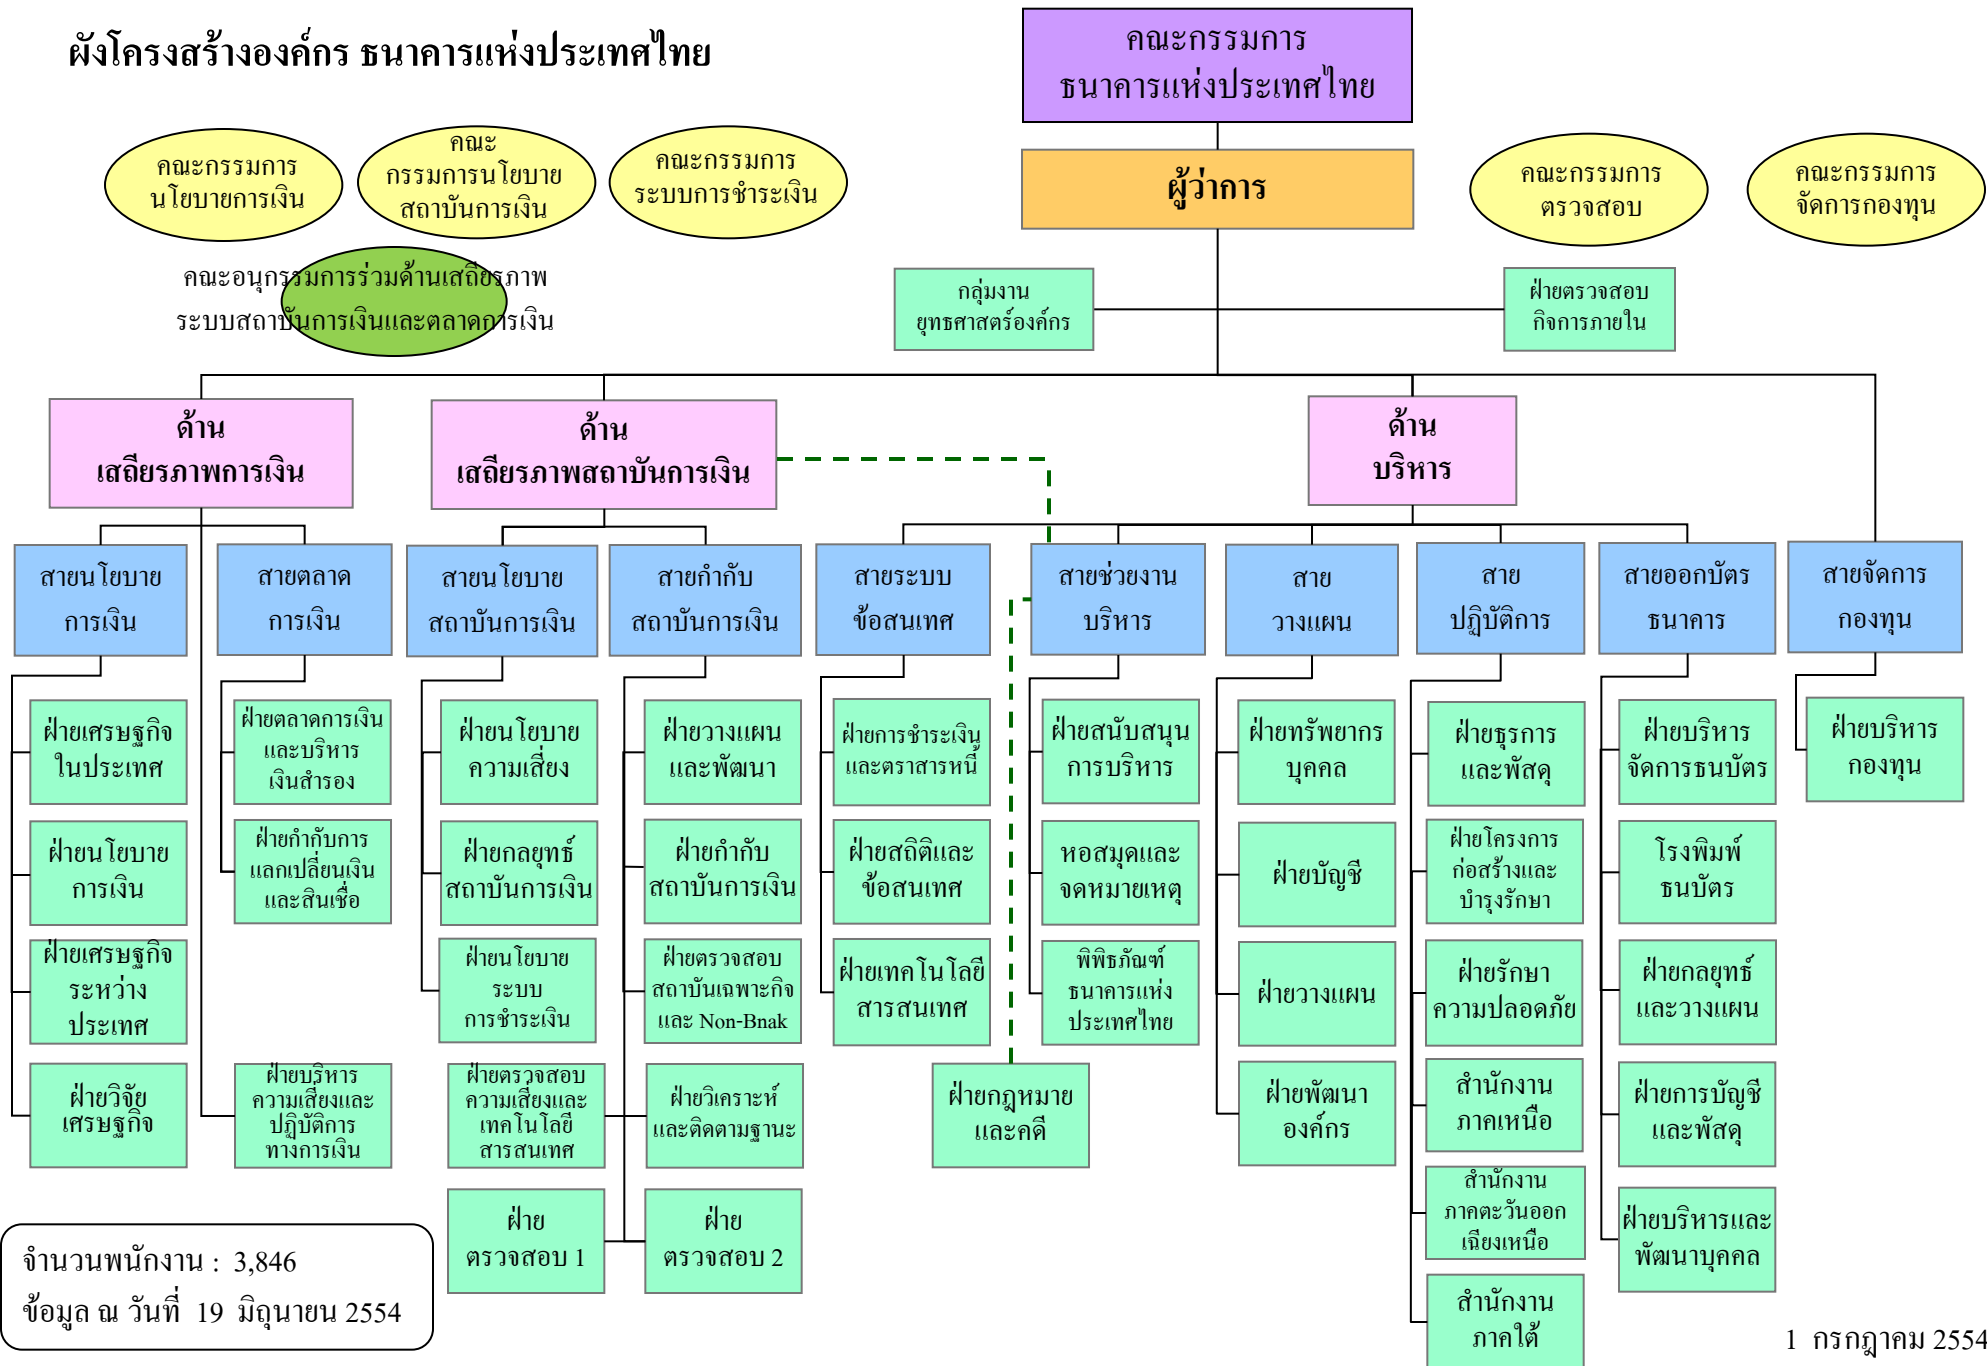 ผังโครงสร้างองค์กร ธนาคารแห่งประเทศไทย
คณะกรรมการ
ธนาคารแห่งประเทศไทย
คณะกรรมการ
นโยบายการเงิน
คณะ
กรรมการนโยบาย
สถาบันการเงิน
คณะกรรมการ
ระบบการชำระเงิน
ผู้ว่าการ
คณะกรรมการ
ตรวจสอบ
คณะกรรมการ
จัดการกองทุน
คณะอนุกรรมการร่วมด้านเสถียรภาพ
ระบบสถาบันการเงินและตลาดการเงิน
กลุ่มงาน
ยุทธศาสตร์องค์กร
ฝ่ายตรวจสอบ
กิจการภายใน
ด้าน
เสถียรภาพการเงิน
ด้าน
เสถียรภาพสถาบันการเงิน
ด้าน
บริหาร
สายนโยบาย
การเงิน
สายตลาด
การเงิน
สายนโยบาย
สถาบันการเงิน
สายกำกับ
สถาบันการเงิน
สายระบบ
ข้อสนเทศ
สายช่วยงาน
บริหาร
สาย
วางแผน
สาย
ปฏิบัติการ
สายออกบัตร
ธนาคาร
สายจัดการ
กองทุน
ฝ่ายเศรษฐกิจ
ในประเทศ
ฝ่ายตลาดการเงิน
และบริหาร
เงินสำรอง
ฝ่ายนโยบาย
ความเสี่ยง
ฝ่ายวางแผน
และพัฒนา
ฝ่ายการชำระเงิน
และตราสารหนี้
ฝ่ายสนับสนุน
การบริหาร
ฝ่ายทรัพยากร
บุคคล
ฝ่ายธุรการ
และพัสดุ
ฝ่ายบริหาร
จัดการธนบัตร
ฝ่ายบริหาร
กองทุน
ฝ่ายนโยบาย
การเงิน
ฝ่ายกำกับการ
แลกเปลี่ยนเงิน
และสินเชื่อ
ฝ่ายกลยุทธ์
สถาบันการเงิน
ฝ่ายกำกับ
สถาบันการเงิน
ฝ่ายสถิติและ
ข้อสนเทศ
หอสมุดและ
จดหมายเหตุ
ฝ่ายบัญชี
ฝ่ายโครงการ
ก่อสร้างและ
บำรุงรักษา
โรงพิมพ์
ธนบัตร
ฝ่ายเศรษฐกิจ
ระหว่าง
ประเทศ
ฝ่ายนโยบาย
ระบบ
การชำระเงิน
ฝ่ายตรวจสอบ
สถาบันเฉพาะกิจ
และ Non-Bnak
ฝ่ายเทคโนโลยี
สารสนเทศ
พิพิธภัณฑ์
ธนาคารแห่ง
ประเทศไทย
ฝ่ายวางแผน
ฝ่ายรักษา
ความปลอดภัย
ฝ่ายกลยุทธ์
และวางแผน
ฝ่ายวิจัย
เศรษฐกิจ
ฝ่ายบริหาร
ความเสี่ยงและ
ปฏิบัติการ
ทางการเงิน
ฝ่ายตรวจสอบ
ความเสี่ยงและ
เทคโนโลยี
สารสนเทศ
ฝ่ายวิเคราะห์
และติดตามฐานะ
ฝ่ายกฎหมาย
และคดี
ฝ่ายพัฒนา
องค์กร
สำนักงาน
ภาคเหนือ
ฝ่ายการบัญชี
และพัสดุ
ฝ่าย
ตรวจสอบ 1
ฝ่าย
ตรวจสอบ 2
สำนักงาน
ภาคตะวันออก
เฉียงเหนือ
ฝ่ายบริหารและ
พัฒนาบุคคล
สำนักงาน
ภาคใต้
จำนวนพนักงาน : 3,846
ข้อมูล ณ วันที่ 19 มิถุนายน 2554
1 กรกฎาคม 2554